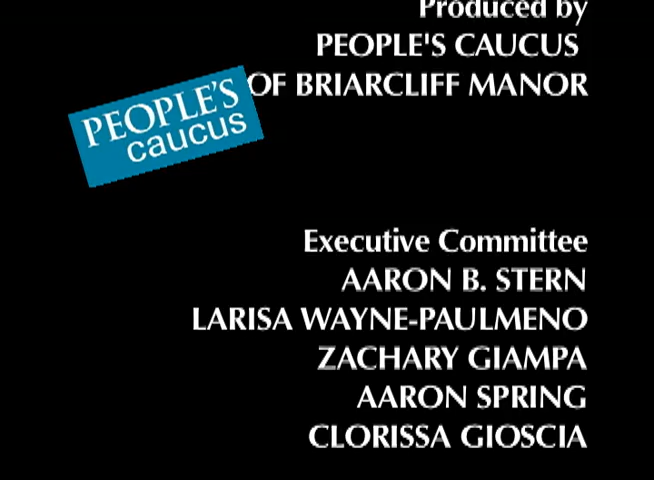 Produced by
PEOPLE'S CAUCUS
OF BRIARCLIFF MANOR
PEOPLE'S
caucus
Executive Committee
AARON B. STERN
LARISA WAYNE-PAULMENO
ZACHARY GIAMPA
AARON SPRING
CLORISSA GIOSCIA